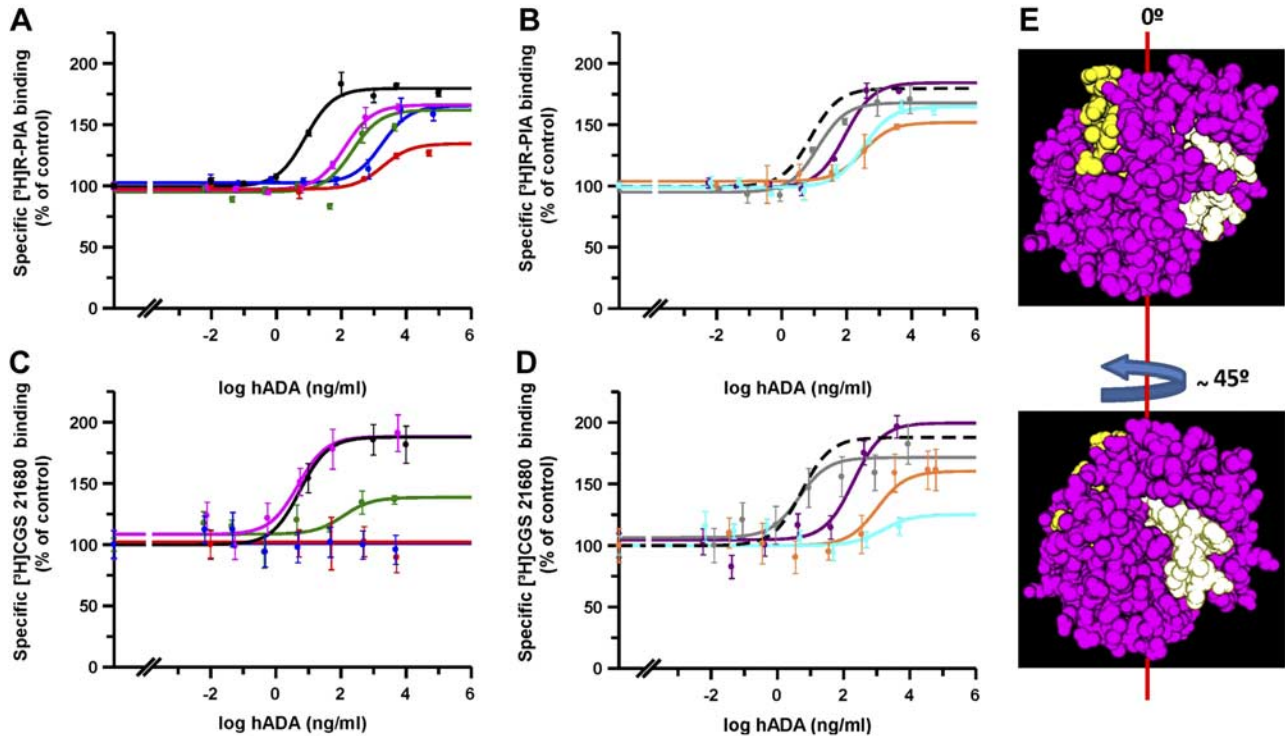 A
Specific [³H]R-PIA binding
(% of control)
200
150
100
50
0
-2
0
2
4
6
log hADA (ng/ml)
B
Specific [³H]R-PIA binding
(% of control)
200
150
100
50
0
-2
0
2
4
6
log hADA (ng/ml)
C
Specific [³H]CGS 21680 binding
(% of control)
200
150
100
50
0
-2
0
2
4
6
log hADA (ng/ml)
D
Specific [³H]CGS 21680 binding
(% of control)
200
150
100
50
0
-2
0
2
4
6
log hADA (ng/ml)
E
0º
~ 45º